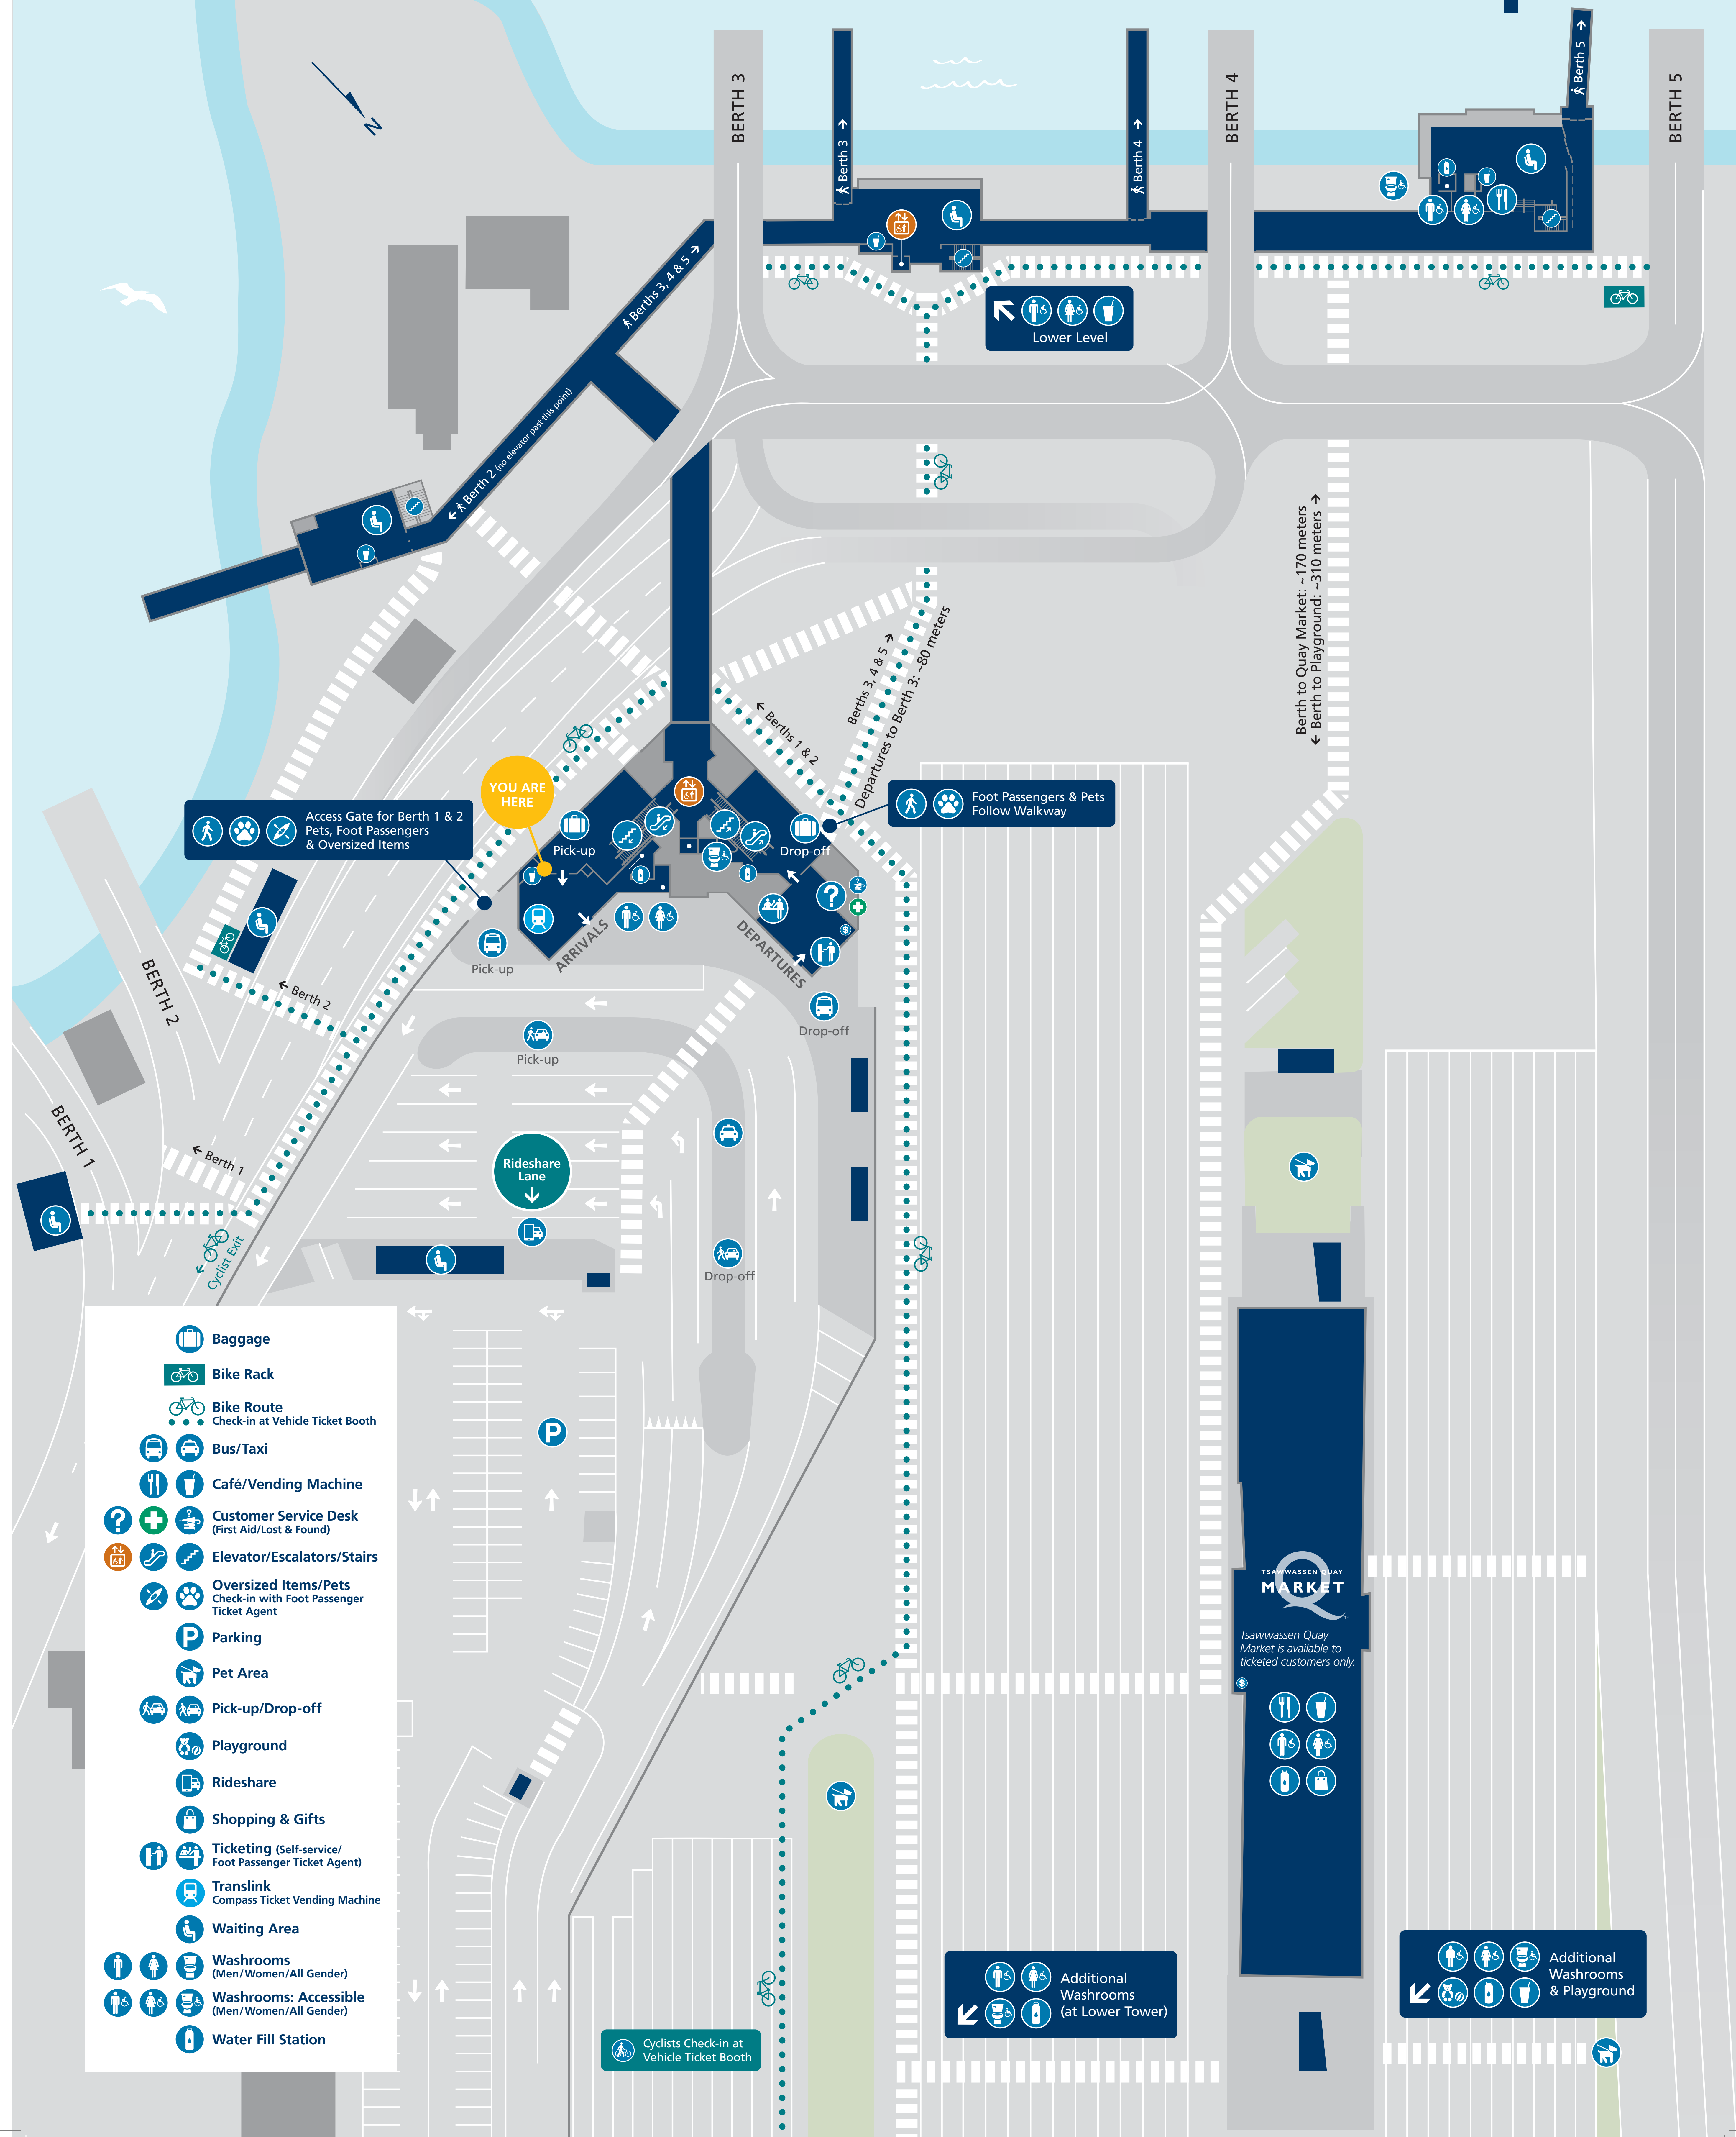 N
BERTH 3
Berth 3
Berth 4
BERTH 4
Berth 5
BERTH 5
Berths 3, 4 & 5
Lower Level
Berth 2 (no elevator past this point)
Berth to Quay Market: ~170 meters
Berth to Playground: ~310 meters
Berths 3, 4 & 5
Departures to Berth 3: ~80 meters
Berths 1 & 2
YOU ARE
HERE
Access Gate for Berth 1 & 2
Pets, Foot Passengers
& Oversized Items
Foot Passengers & Pets
Follow Walkway
Pick-up
Drop-off
ARRIVALS
DEPARTURES
Pick-up
Drop-off
Pick-up
BERTH 2
Berth 2
BERTH 1
Berth 1
Cyclist Exit
Rideshare
Lane
Drop-off
P
Baggage
Bike Rack
Bike Route
Check-in at Vehicle Ticket Booth
Bus/Taxi
Café/Vending Machine
Customer Service Desk
(First Aid/Lost & Found)
Elevator/Escalators/Stairs
Oversized Items/Pets
Check-in with Foot Passenger
Ticket Agent
P Parking
Pet Area
Pick-up/Drop-off
Playground
Rideshare
Shopping & Gifts
Ticketing (Self-service/
Foot Passenger Ticket Agent)
Translink
Compass Ticket Vending Machine
Waiting Area
Washrooms
(Men/Women/All Gender)
Washrooms: Accessible
(Men/Women/All Gender)
Water Fill Station
Q
TSAWWASSEN QUAY
MARKET
Tsawwassen Quay
Market is available to
ticketed customers only.
Additional
Washrooms
(at Lower Tower)
Additional
Washrooms
& Playground
Cyclists Check-in at
Vehicle Ticket Booth